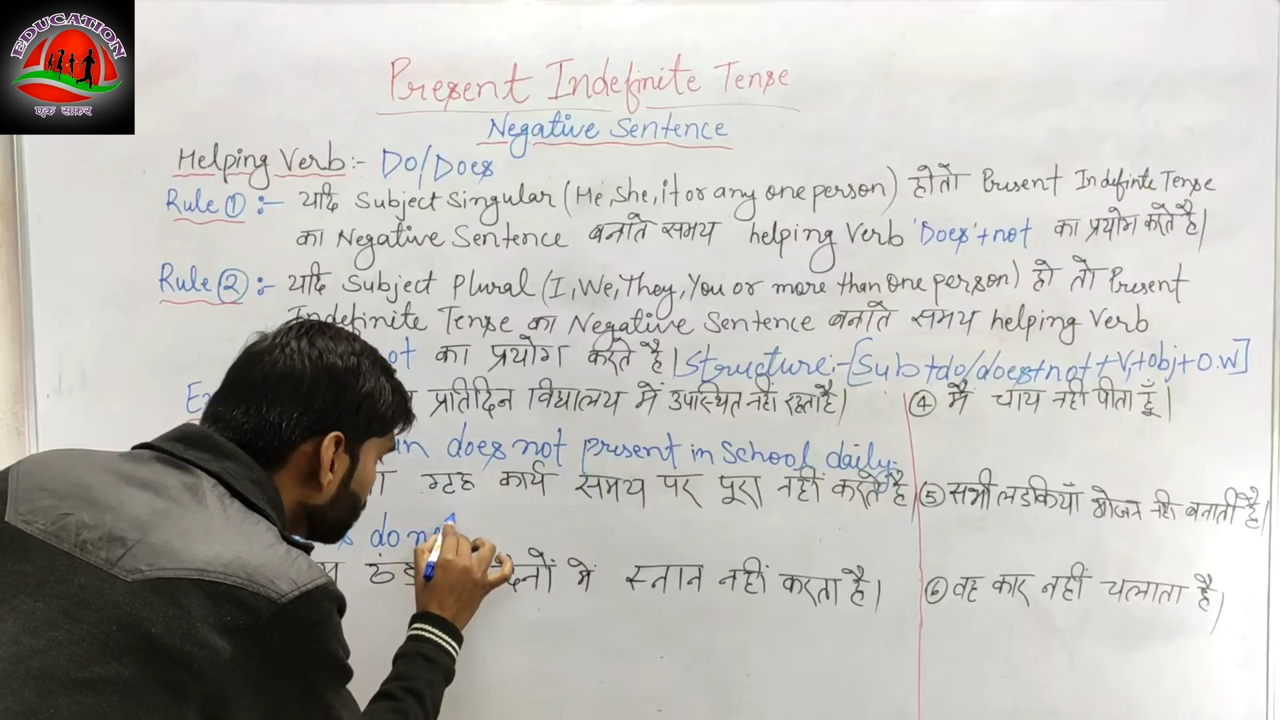 EDUCATION
एक सफ़र
Present Indefinite Tense
Negative Sentence
Helping Verb:- Do/Does
Rule ① :- यदि Subject Singular (He, She, it or any one person) हो तो Present Indefinite Tense
का Negative Sentence बनाते समय helping Verb 'Does'+not का प्रयोग करते है।
Rule ② :- यदि Subject Plural (I, We, They, You or more than one person) हो तो Present
Indefinite Tense का Negative Sentence बनाते समय helping Verb
not का प्रयोग करते है। Structure:-[Sub+do/does+not+V₁+obj+O.W]
प्रतिदिन विद्यालय में उपस्थित नहीं रहता है।
does not present in School daily.
गृह कार्य समय पर पूरा नहीं करते है।
do
में स्नान नहीं करता है।
④ मैं चाय नहीं पीता हूँ।
⑤ सभी लडकियाँ भोजन नहीं बनाती है।
⑥ वह कार नहीं चलाता है।